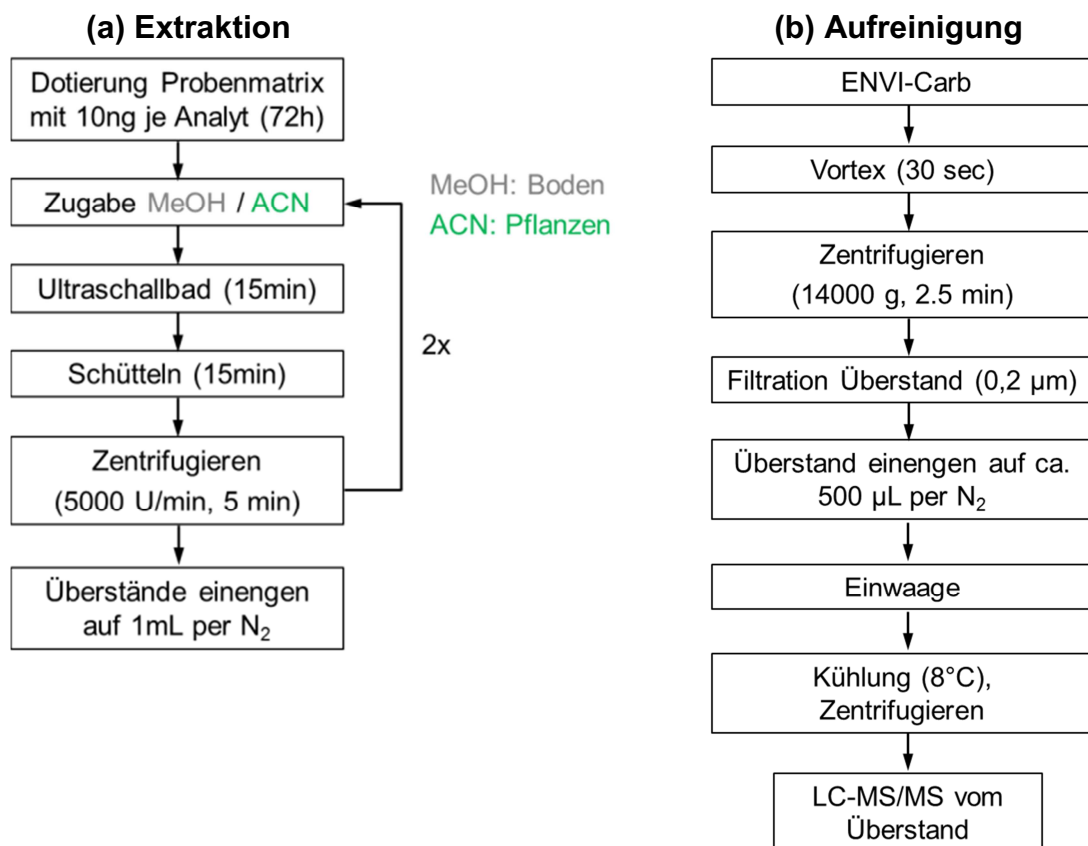 (a) Extraktion
Dotierung Probenmatrix
mit 10ng je Analyt (72h)
Zugabe MeOH / ACN
MeOH: Boden
ACN: Pflanzen
Ultraschallbad (15min)
2x
Schütteln (15min)
Zentrifugieren
(5000 U/min, 5 min)
Überstände einengen
auf 1mL per N₂
(b) Aufreinigung
ENVI-Carb
Vortex (30 sec)
Zentrifugieren
(14000 g, 2.5 min)
Filtration Überstand (0,2 µm)
Überstand einengen auf ca.
500 µL per N₂
Einwaage
Kühlung (8°C),
Zentrifugieren
LC-MS/MS vom
Überstand